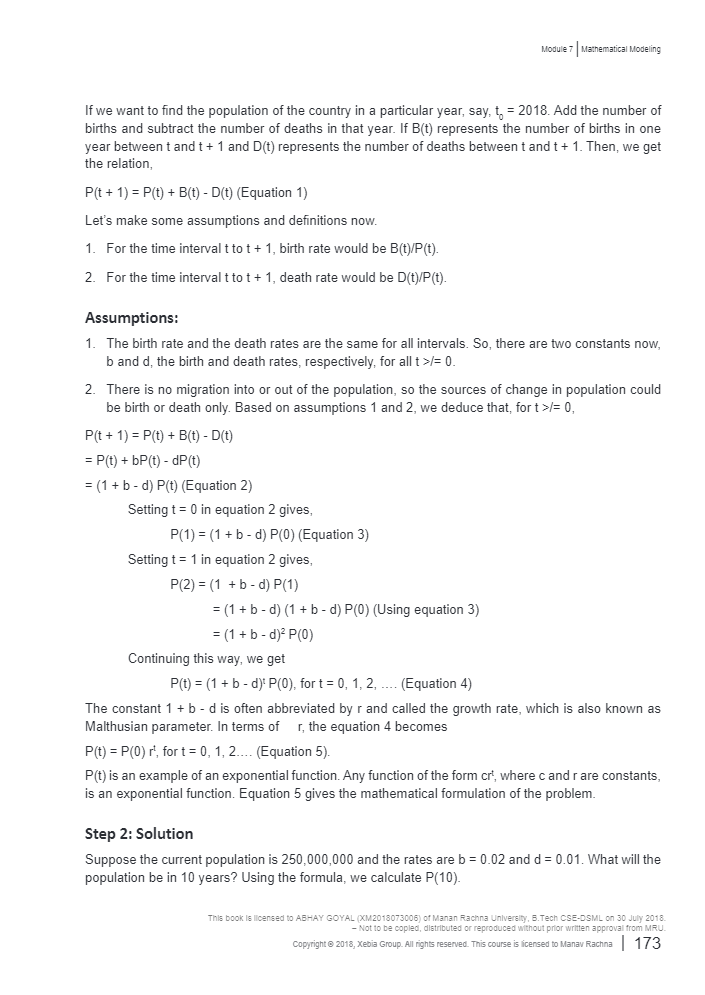 Module 7 | Mathematical Modeling
If we want to find the population of the country in a particular year, say, t₀ = 2018. Add the number of
births and subtract the number of deaths in that year. If B(t) represents the number of births in one
year between t and t + 1 and D(t) represents the number of deaths between t and t + 1. Then, we get
the relation,
P(t + 1) = P(t) + B(t) - D(t) (Equation 1)
Let's make some assumptions and definitions now.
1. For the time interval t to t + 1, birth rate would be B(t)/P(t).
2. For the time interval t to t + 1, death rate would be D(t)/P(t).
Assumptions:
1. The birth rate and the death rates are the same for all intervals. So, there are two constants now,
b and d, the birth and death rates, respectively, for all t >/= 0.
2. There is no migration into or out of the population, so the sources of change in population could
be birth or death only. Based on assumptions 1 and 2, we deduce that, for t >/= 0,
P(t + 1) = P(t) + B(t) - D(t)
= P(t) + bP(t) - dP(t)
= (1 + b - d) P(t) (Equation 2)
Setting t = 0 in equation 2 gives,
P(1) = (1 + b - d) P(0) (Equation 3)
Setting t = 1 in equation 2 gives,
P(2) = (1 + b - d) P(1)
= (1 + b - d) (1 + b - d) P(0) (Using equation 3)
= (1 + b - d)² P(0)
Continuing this way, we get
P(t) = (1 + b - d)ᵗ P(0), for t = 0, 1, 2, .... (Equation 4)
The constant 1 + b - d is often abbreviated by r and called the growth rate, which is also known as
Malthusian parameter. In terms of r, the equation 4 becomes
P(t) = P(0) rᵗ, for t = 0, 1, 2.... (Equation 5).
P(t) is an example of an exponential function. Any function of the form crᵗ, where c and r are constants,
is an exponential function. Equation 5 gives the mathematical formulation of the problem.
Step 2: Solution
Suppose the current population is 250,000,000 and the rates are b = 0.02 and d = 0.01. What will the
population be in 10 years? Using the formula, we calculate P(10).
This book is licensed to ABHAY GOYAL (XM2018073006) of Manan Rachna University, B.Tech CSE-DSML on 30 July 2018.
– Not to be copied, distributed or reproduced without prior written approval from MRU.
Copyright © 2018, Xebia Group. All rights reserved. This course is licensed to Manav Rachna | 173